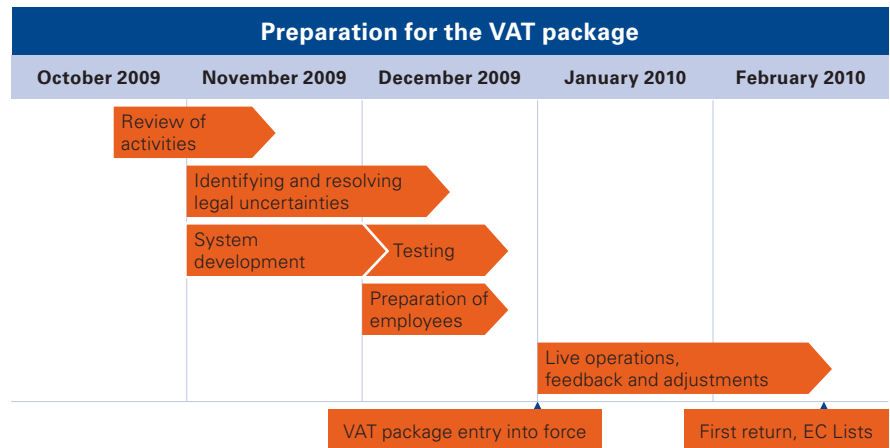 Preparation for the VAT package
October 2009 November 2009 December 2009 January 2010 February 2010
Review of
activities
Identifying and resolving
legal uncertainties
System
development
Testing
Preparation of
employees
Live operations,
feedback and adjustments
VAT package entry into force
First return, EC Lists